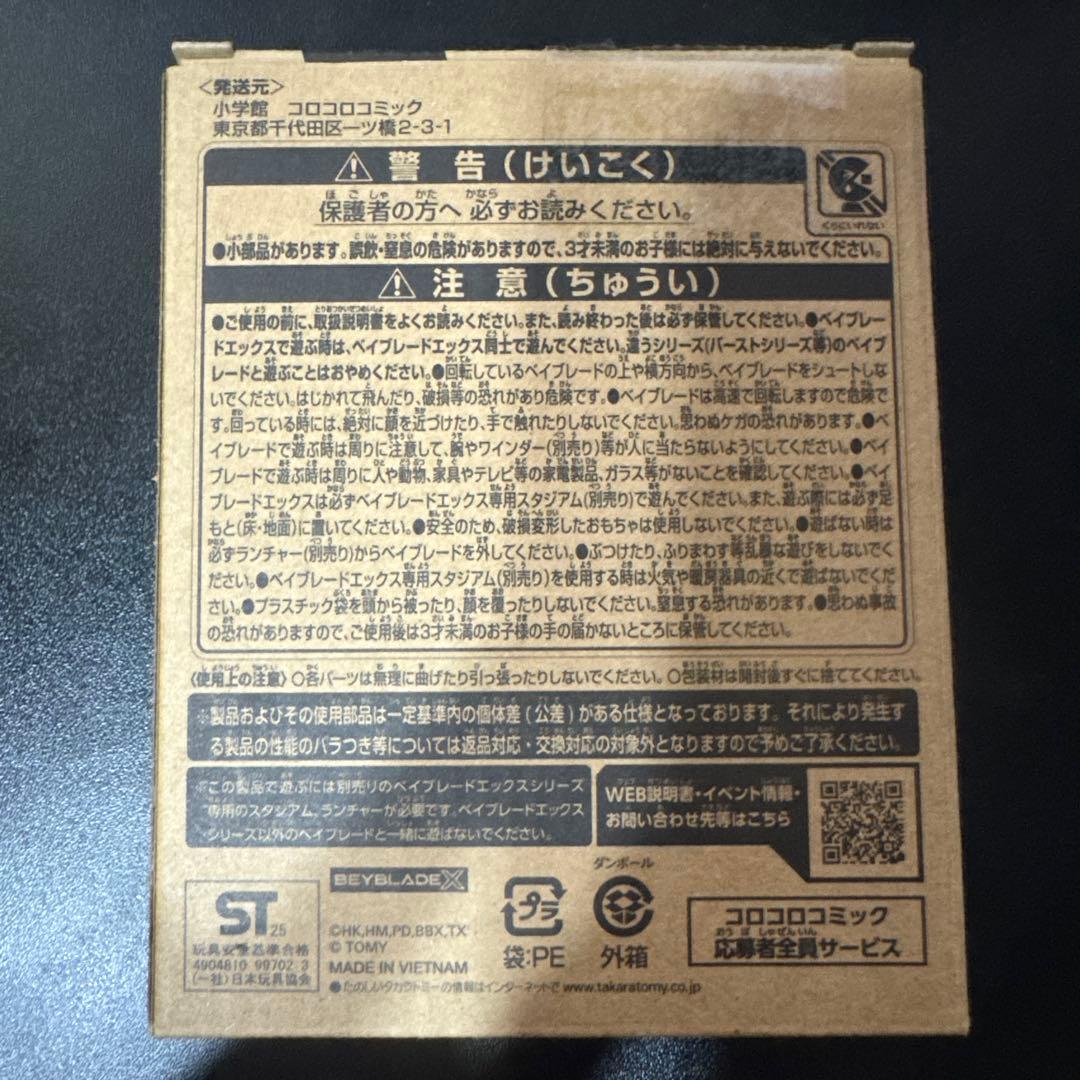 <発送元>
小学館 コロコロコミック
東京都千代田区一ツ橋2-3-1
警 告(けいこく)
保護者の方へ 必ずお読みください。
くちにいれない
●小部品があります。誤飲・窒息の危険がありますので、3才未満のお子様には絶対に与えないでください。
注 意(ちゅうい)
●ご使用の前に、取扱説明書をよくお読みください。また、読み終わった後は必ず保管してください。●ベイブレー
ドエックスで遊ぶ時は、ベイブレードエックス同士で遊んでください。違うシリーズ(バーストシリーズ等)のベイブ
レードと遊ぶことはおやめください。●回転しているベイブレードの上や横方向から、ベイブレードをシュートしな
いでください。はじかれて飛んだり、破損等の恐れがあり危険です。●ベイブレードは高速で回転しますので危険で
す。回っている時には、絶対に顔を近づけたり、手で触れたりしないでください。思わぬケガの恐れがあります。●ベ
イブレードで遊ぶ時は周りに注意して、腕やワインダー(別売り)等が人に当たらないようにしてください。●ベイ
ブレードで遊ぶ時は周りに人や動物、家具やテレビ等の家電製品、ガラス等がないことを確認してください。●ベイ
ブレードエックスは必ずベイブレードエックス専用スタジアム(別売り)で遊んでください。また、遊ぶ際には必ず足
もと(床・地面)に置いてください。●安全のため、破損変形したおもちゃは使用しないでください。●遊ばない時は
必ずランチャー(別売り)からベイブレードを外してください。●ぶつけたり、ふりまわす等乱暴な遊びをしないでく
ださい。●ベイブレードエックス専用スタジアム(別売り)を使用する時は火気や暖房器具の近くで遊ばないでくだ
さい。●プラスチック袋を頭から被ったり、顔を覆ったりしないでください。窒息する恐れがあります。●思わぬ事故
の恐れがありますので、ご使用後は3才未満のお子様の手の届かないところに保管してください。
〈使用上の注意〉○各パーツは無理に曲げたり引っ張ったりしないでください。○包装材は開封後すぐに捨ててください。
※製品およびその使用部品は一定基準内の個体差(公差)がある仕様となっております。それにより発生す
る製品の性能のバラつき等については返品対応・交換対応の対象外となりますので予めご了承ください。
※この製品で遊ぶには別売りのベイブレードエックスシリーズ
専用のスタジアム、ランチャーが必要です。ベイブレードエックス
シリーズ以外のベイブレードと一緒に遊ばないでください。
WEB説明書・イベント情報・
お問い合わせ先等はこちら
ST 25
玩具安全基準合格
4904810 99702 3
(一社)日本玩具協会
BEYBLADE X
©HK,HM,PD,BBX,TX
© TOMY
MADE IN VIETNAM
●たのしいタカラトミーの情報はインターネットで www.takaratomy.co.jp
プラ
袋:PE
ダンボール
外箱
コロコロコミック
応募者全員サービス